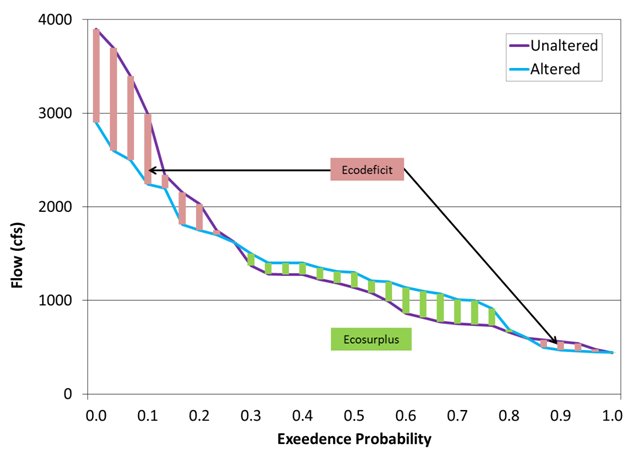 4000
Unaltered
Altered
3000
Ecodeficit
2000
Flow (cfs)
1000
Ecosurplus
0
0.0 0.1 0.2 0.3 0.4 0.5 0.6 0.7 0.8 0.9 1.0
Exeedence Probability